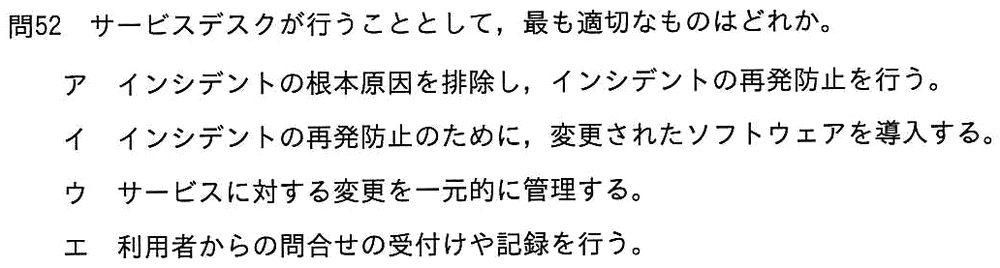 問52 サービスデスクが行うこととして，最も適切なものはどれか。
ア インシデントの根本原因を排除し，インシデントの再発防止を行う。
イ インシデントの再発防止のために，変更されたソフトウェアを導入する。
ウ サービスに対する変更を一元的に管理する。
エ 利用者からの問合せの受付けや記録を行う。